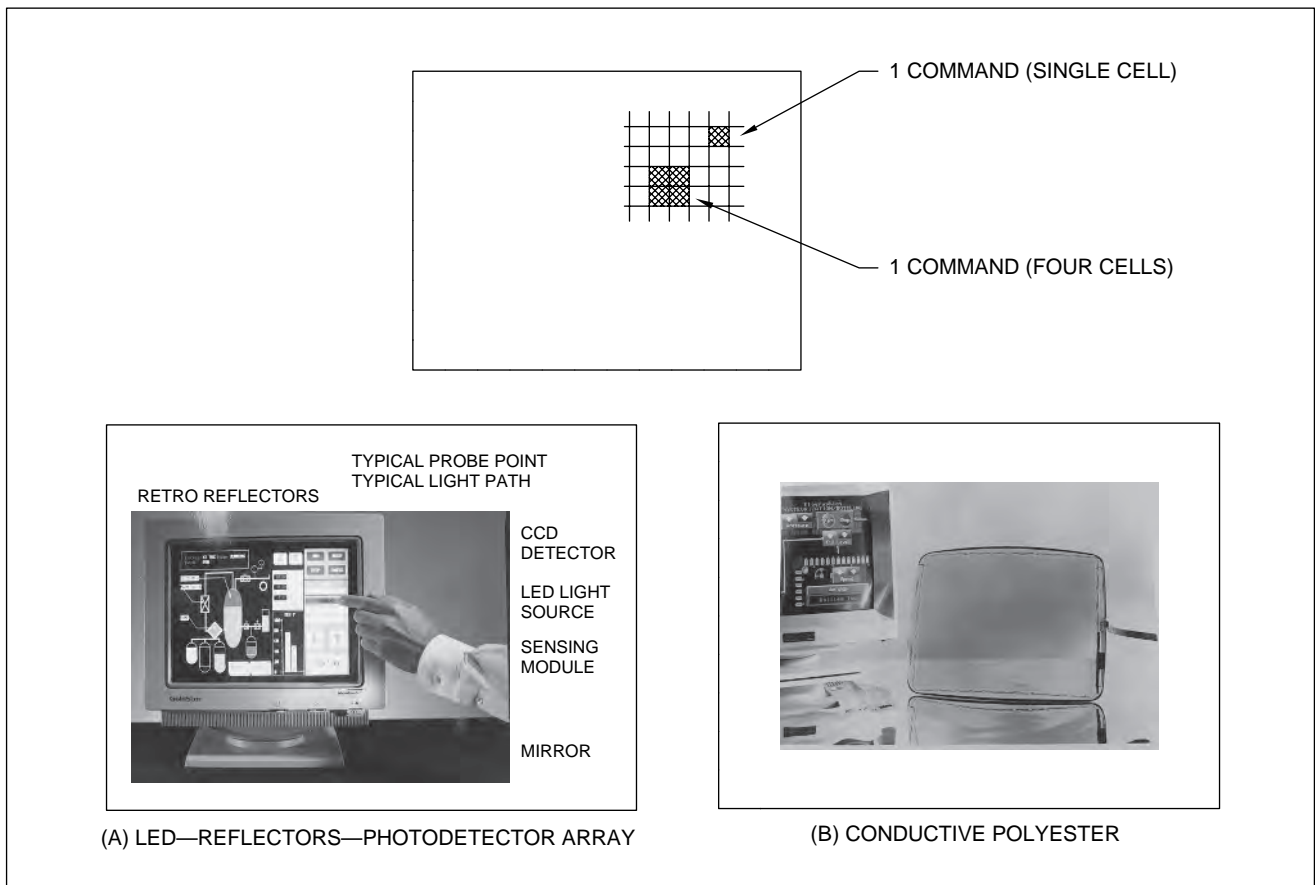 1 COMMAND (SINGLE CELL)
1 COMMAND (FOUR CELLS)
TYPICAL PROBE POINT
TYPICAL LIGHT PATH
RETRO REFLECTORS
CCD
DETECTOR
LED LIGHT
SOURCE
SENSING
MODULE
MIRROR
(A) LED—REFLECTORS—PHOTODETECTOR ARRAY
(B) CONDUCTIVE POLYESTER